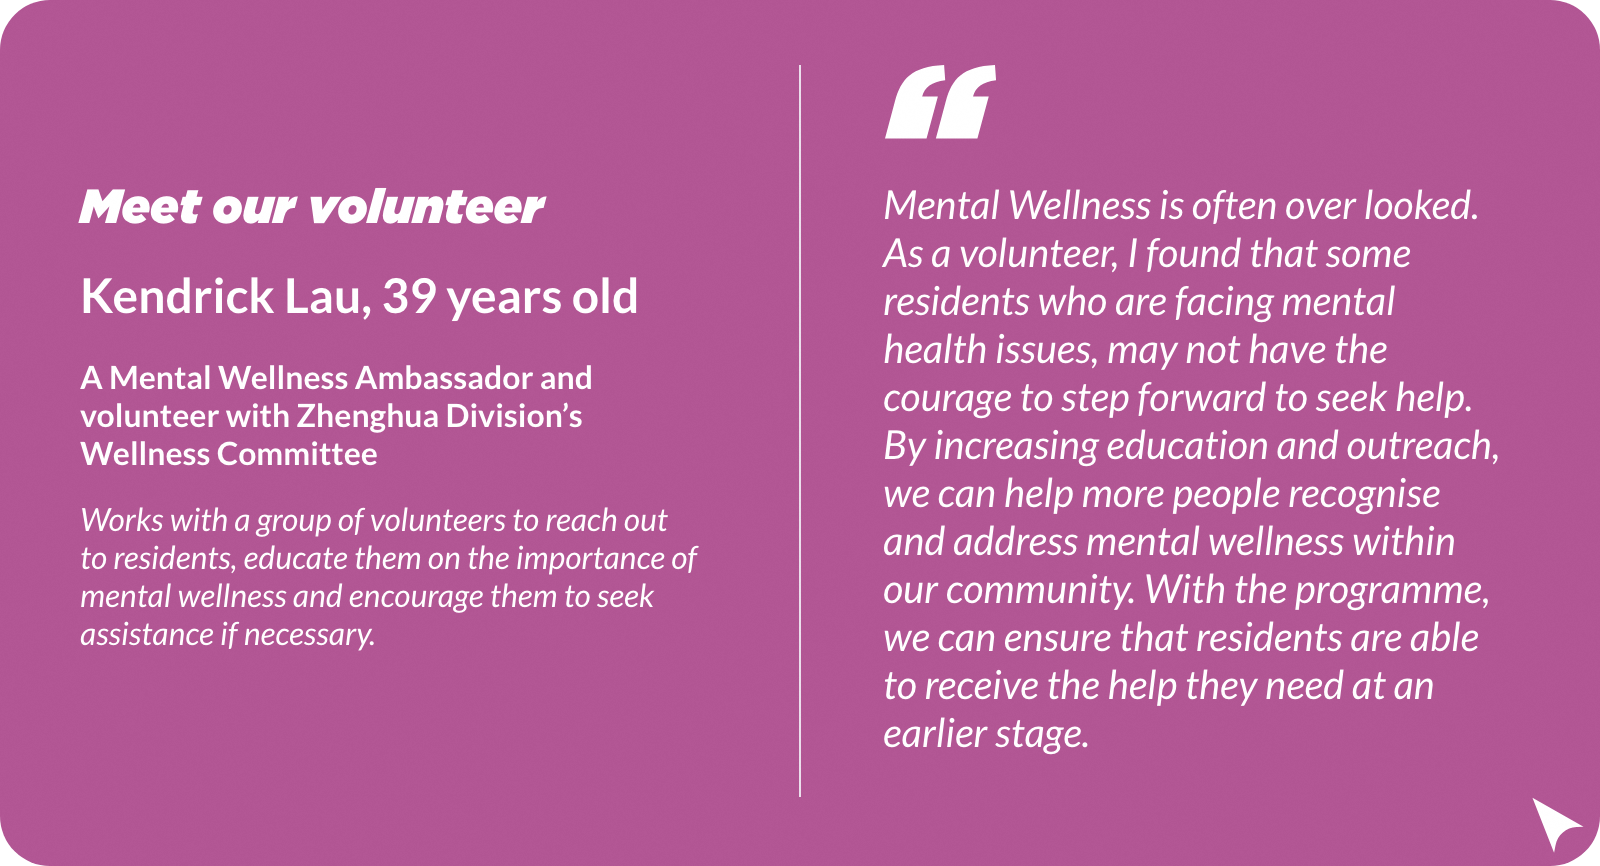 Meet our volunteer
Kendrick Lau, 39 years old
A Mental Wellness Ambassador and
volunteer with Zhenghua Division’s
Wellness Committee
Works with a group of volunteers to reach out
to residents, educate them on the importance of
mental wellness and encourage them to seek
assistance if necessary.
“
Mental Wellness is often over looked.
As a volunteer, I found that some
residents who are facing mental
health issues, may not have the
courage to step forward to seek help.
By increasing education and outreach,
we can help more people recognise
and address mental wellness within
our community. With the programme,
we can ensure that residents are able
to receive the help they need at an
earlier stage.